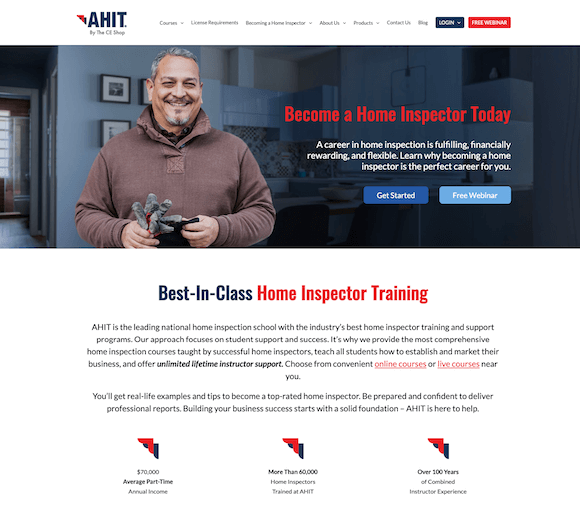 AHIT
By The CE Shop
Courses License Requirements Becoming a Home Inspector About Us Products Contact Us Blog LOGIN FREE WEBINAR
Become a Home Inspector Today
A career in home inspection is fulfilling, financially
rewarding, and flexible. Learn why becoming a home
inspector is the perfect career for you.
Get Started Free Webinar
Best-In-Class Home Inspector Training
AHIT is the leading national home inspection school with the industry's best home inspector training and support
programs. Our approach focuses on student support and success. It's why we provide the most comprehensive
home inspection courses taught by successful home inspectors, teach all students how to establish and market their
business, and offer unlimited lifetime instructor support. Choose from convenient online courses or live courses near
you.
You'll get real-life examples and tips to become a top-rated home inspector. Be prepared and confident to deliver
professional reports. Building your business success starts with a solid foundation – AHIT is here to help.
$70,000
Average Part-Time
Annual Income
More Than 60,000
Home Inspectors
Trained at AHIT
Over 100 Years
of Combined
Instructor Experience